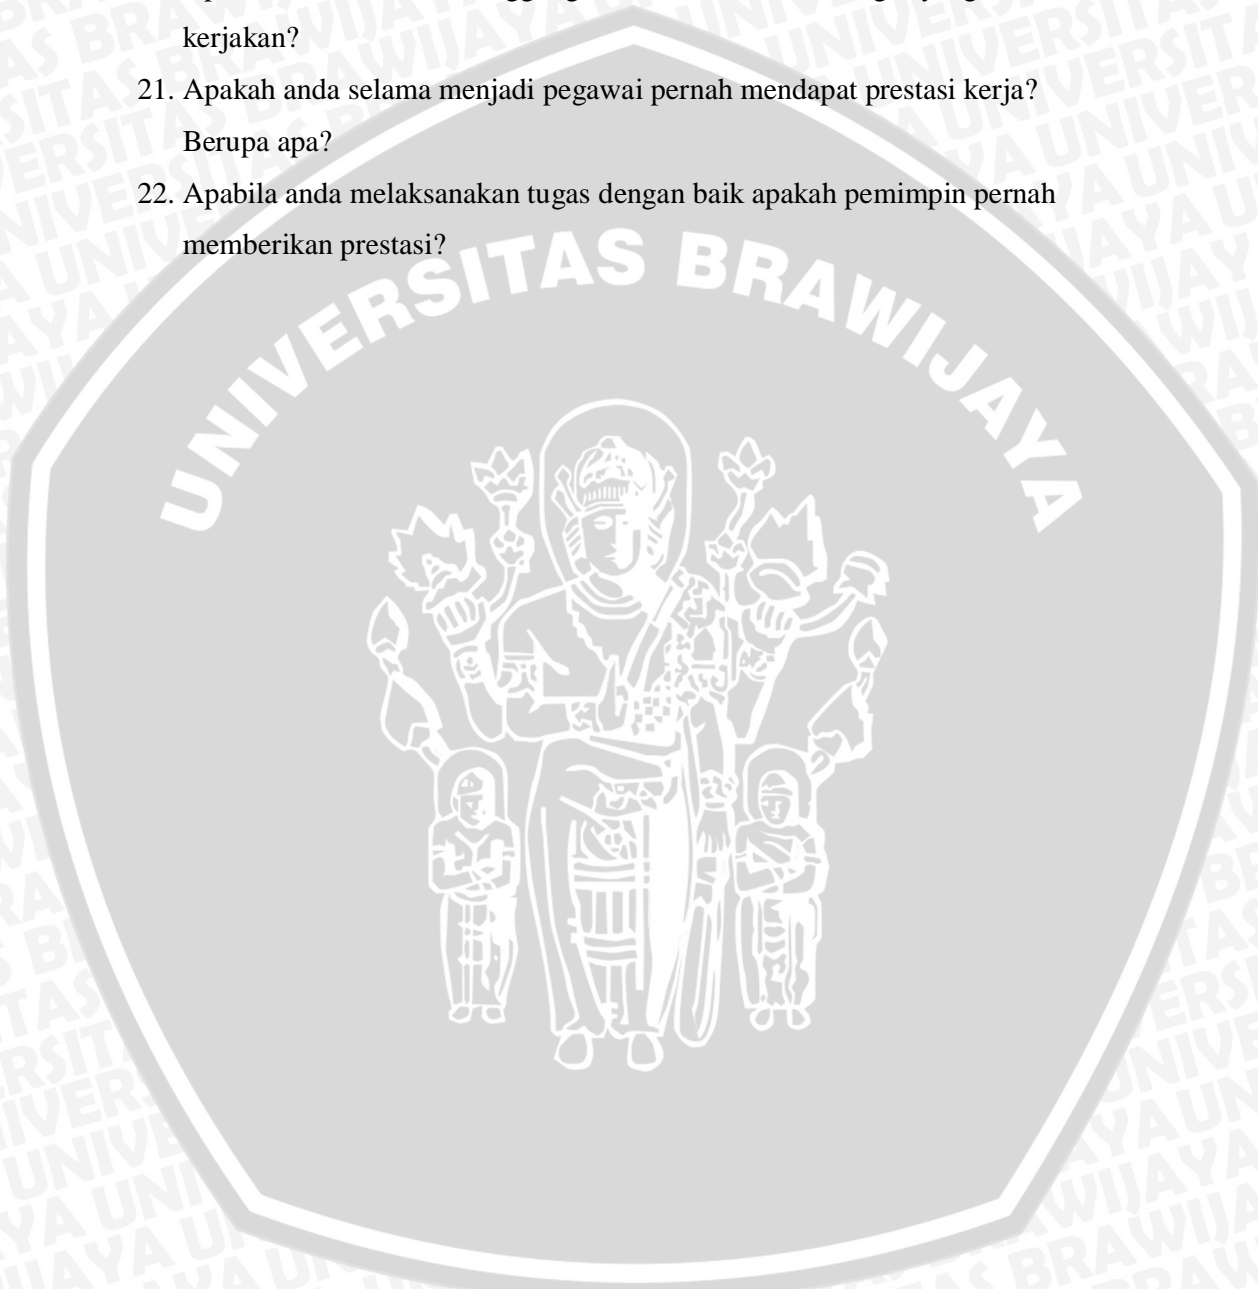 kerjakan?
21. Apakah anda selama menjadi pegawai pernah mendapat prestasi kerja?
Berupa apa?
22. Apabila anda melaksanakan tugas dengan baik apakah pemimpin pernah
memberikan prestasi?
UNIVERSITAS BRAWIJAYA